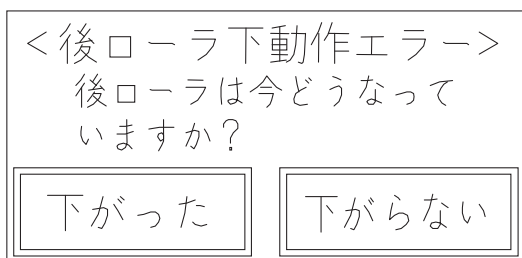 ＜後ローラ下動作エラー＞
後ローラは今どうなって
いますか？
下がった
下がらない